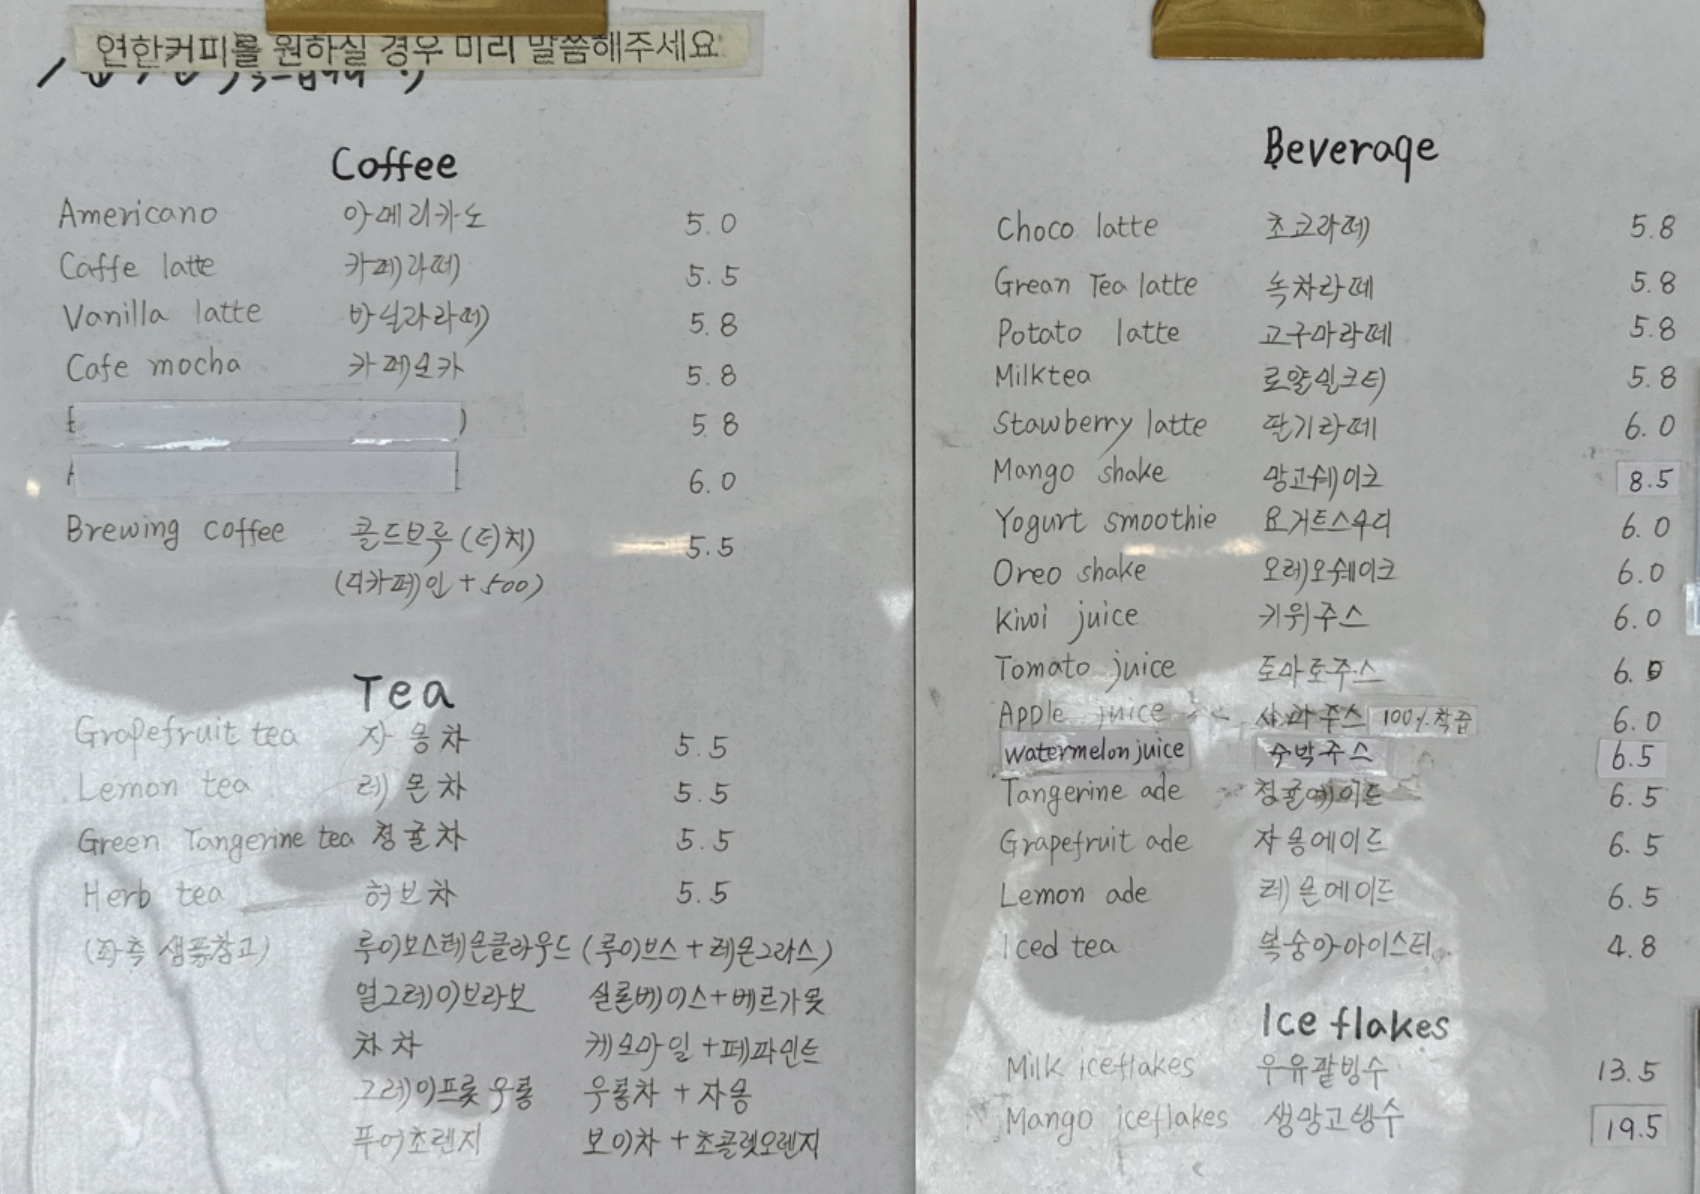 연한커피를 원하실 경우 미리 말씀해주세요
Coffee
Americano 아메리카노 5.0
Caffe latte 카페라떼 5.5
Vanilla latte 바닐라라떼 5.8
Cafe mocha 카페모카 5.8
5.8
6.0
Brewing coffee 콜드브루 (더치) 5.5
(디카페인 + 500)
Tea
Grapefruit tea 자몽차 5.5
Lemon tea 레몬차 5.5
Green Tangerine tea 청귤차 5.5
Herb tea 허브차 5.5
(좌측 샘플참고) 루이보스레몬클라우드 (루이브스 + 레몬그라스)
얼그레이브라보 실론베이스+베르가못
차차 케모마일 +페파민트
그레이프룻 우롱 우롱차 + 자몽
푸어초렌지 보이차 + 초콜렛오렌지
Beverage
Choco latte 초코라떼 5.8
Grean Tea latte 녹차라떼 5.8
Potato latte 고구마라떼 5.8
Milktea 로얄밀크티 5.8
Stawberry latte 딸기라떼 6.0
Mango shake 망고쉐이크 8.5
Yogurt smoothie 요거트스무디 6.0
Oreo shake 오레오쉐이크 6.0
Kiwi juice 키위주스 6.0
Tomato juice 토마토주스 6.0
Apple juice 사과주스 100% 착즙 6.0
watermelon juice 수박주스 6.5
Tangerine ade 청귤에이드 6.5
Grapefruit ade 자몽에이드 6.5
Lemon ade 레몬에이드 6.5
Iced tea 복숭아아이스티 4.8
Ice flakes
Milk iceflakes 우유팥빙수 13.5
Mango iceflakes 생망고빙수 19.5